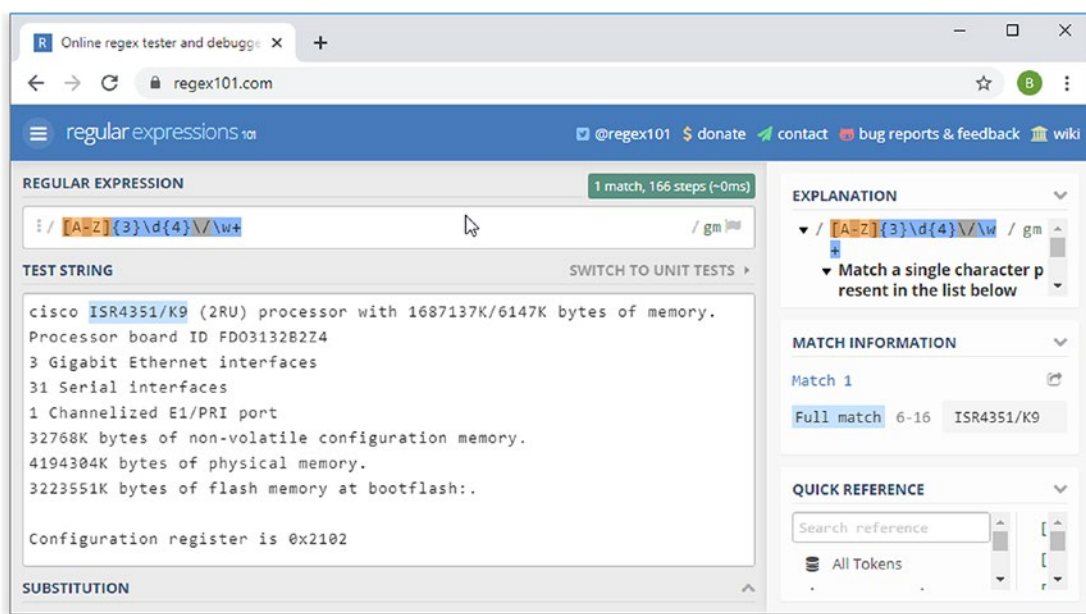 R Online regex tester and debugge
regex101.com
B
regular expressions 101
@regex101 $ donate contact bug reports & feedback wiki
REGULAR EXPRESSION
1 match, 166 steps (~0ms)
/ [A-Z]{3}\d{4}\/\w+ / gm
TEST STRING
SWITCH TO UNIT TESTS
cisco ISR4351/K9 (2RU) processor with 1687137K/6147K bytes of memory.
Processor board ID FDO3132B2Z4
3 Gigabit Ethernet interfaces
31 Serial interfaces
1 Channelized E1/PRI port
32768K bytes of non-volatile configuration memory.
4194304K bytes of physical memory.
3223551K bytes of flash memory at bootflash:.
Configuration register is 0x2102
SUBSTITUTION
EXPLANATION
/ [A-Z]{3}\d{4}\/\w / gm
+
Match a single character p
resent in the list below
MATCH INFORMATION
Match 1
Full match 6-16 ISR4351/K9
QUICK REFERENCE
Search reference
All Tokens